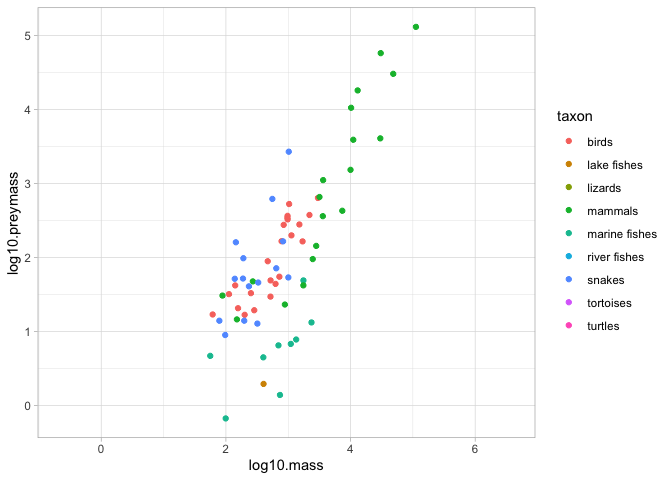 5
4
3
2
1
0
log10.preymass
0 2 4 6
log10.mass
taxon
birds
lake fishes
lizards
mammals
marine fishes
river fishes
snakes
tortoises
turtles